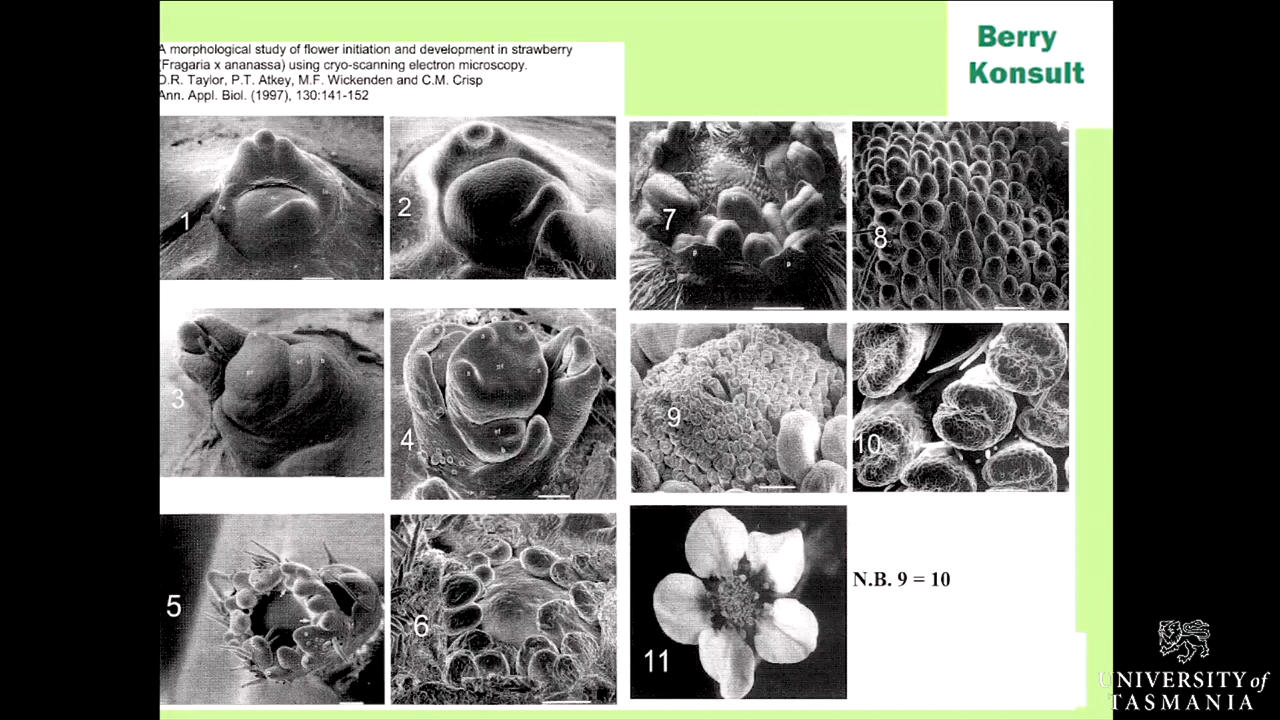 A morphological study of flower initiation and development in strawberry
(Fragaria x ananassa) using cryo-scanning electron microscopy.
D.R. Taylor, P.T. Atkey, M.F. Wickenden and C.M. Crisp
Ann. Appl. Biol. (1997), 130:141-152
Berry
Konsult
1
2
7
8
3
4
9
10
5
6
11
N.B. 9 = 10
UNIVERSITY of
TASMANIA